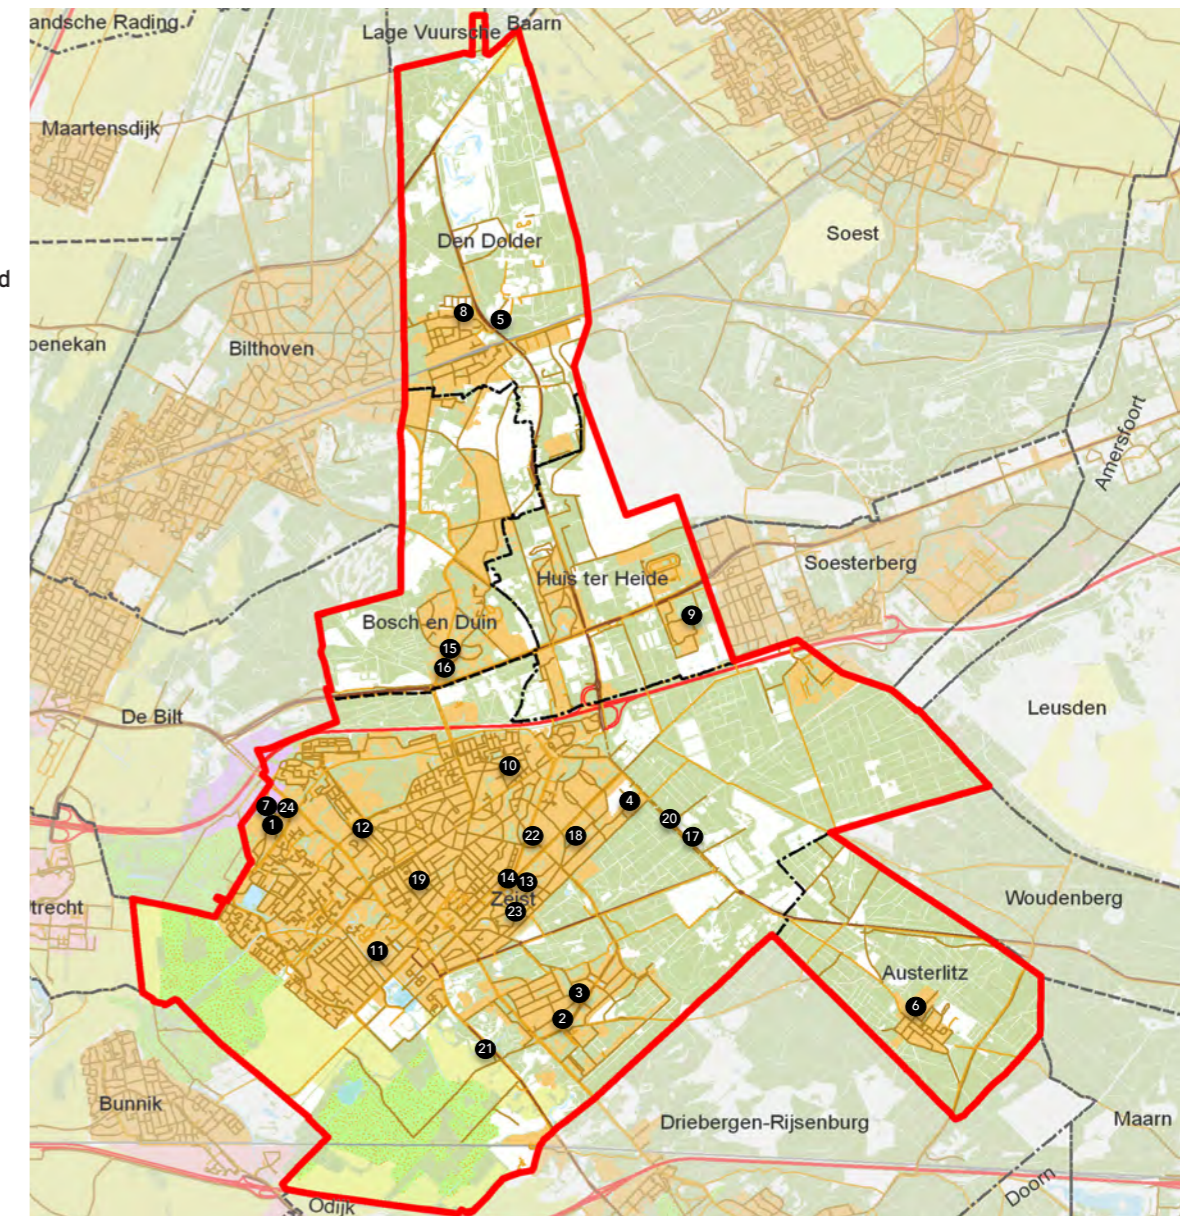 andsche Rading
Lage Vuursche
Baarn
Maartensdijk
Soest
Den Dolder
d
8
5
oenekan
Bilthoven
Amersfoort
Huis ter Heide
Soesterberg
9
Bosch en Duin
15
16
De Bilt
Leusden
10
7
24
4
1
12
20
22
18
17
19
14
13
Zeist
23
trecht
Woudenberg
11
Austerlitz
3
6
2
21
Bunnik
Driebergen-Rijsenburg
Maarn
Doorn
Odijk